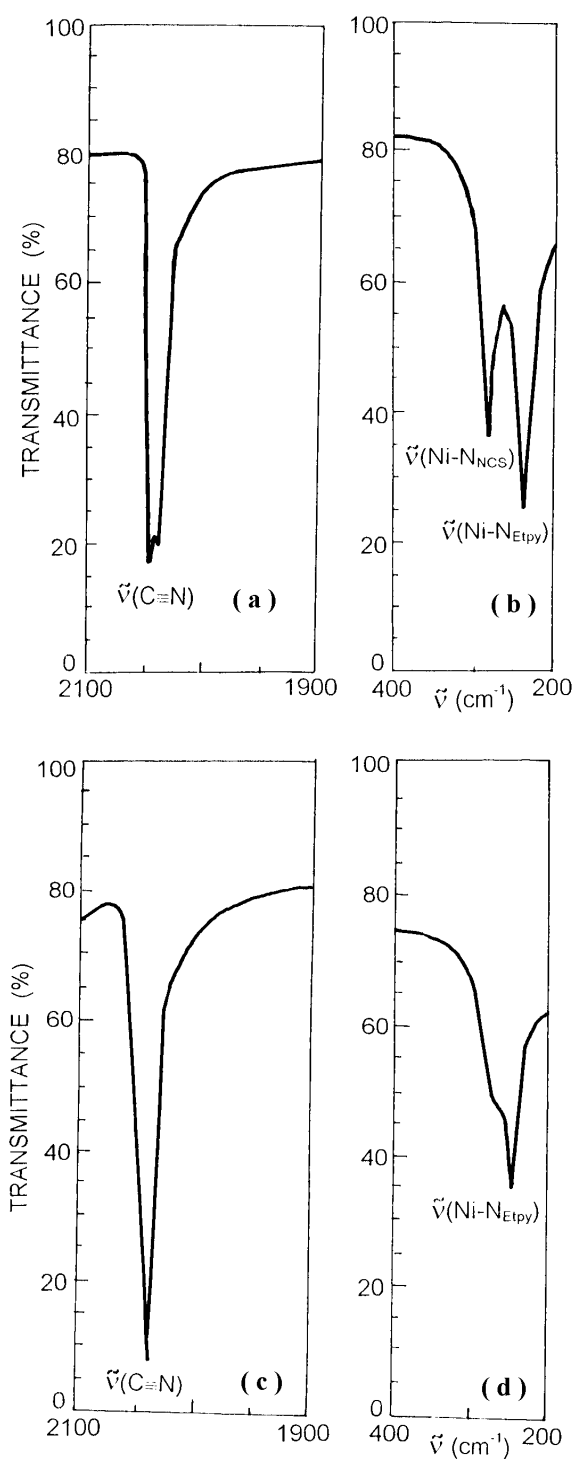 100
80
60
40
20
0
TRANSMITTANCE (%)
ν̃(C≡N)
( a )
2100
1900
100
80
60
40
20
0
ν̃(Ni-N_NCS)
ν̃(Ni-N_Etpy)
( b )
400
ν̃ (cm⁻¹)
200
100
80
60
40
20
0
TRANSMITTANCE (%)
ν̃(C≡N)
( c )
2100
1900
100
80
60
40
20
0
ν̃(Ni-N_Etpy)
( d )
400
ν̃ (cm⁻¹)
200